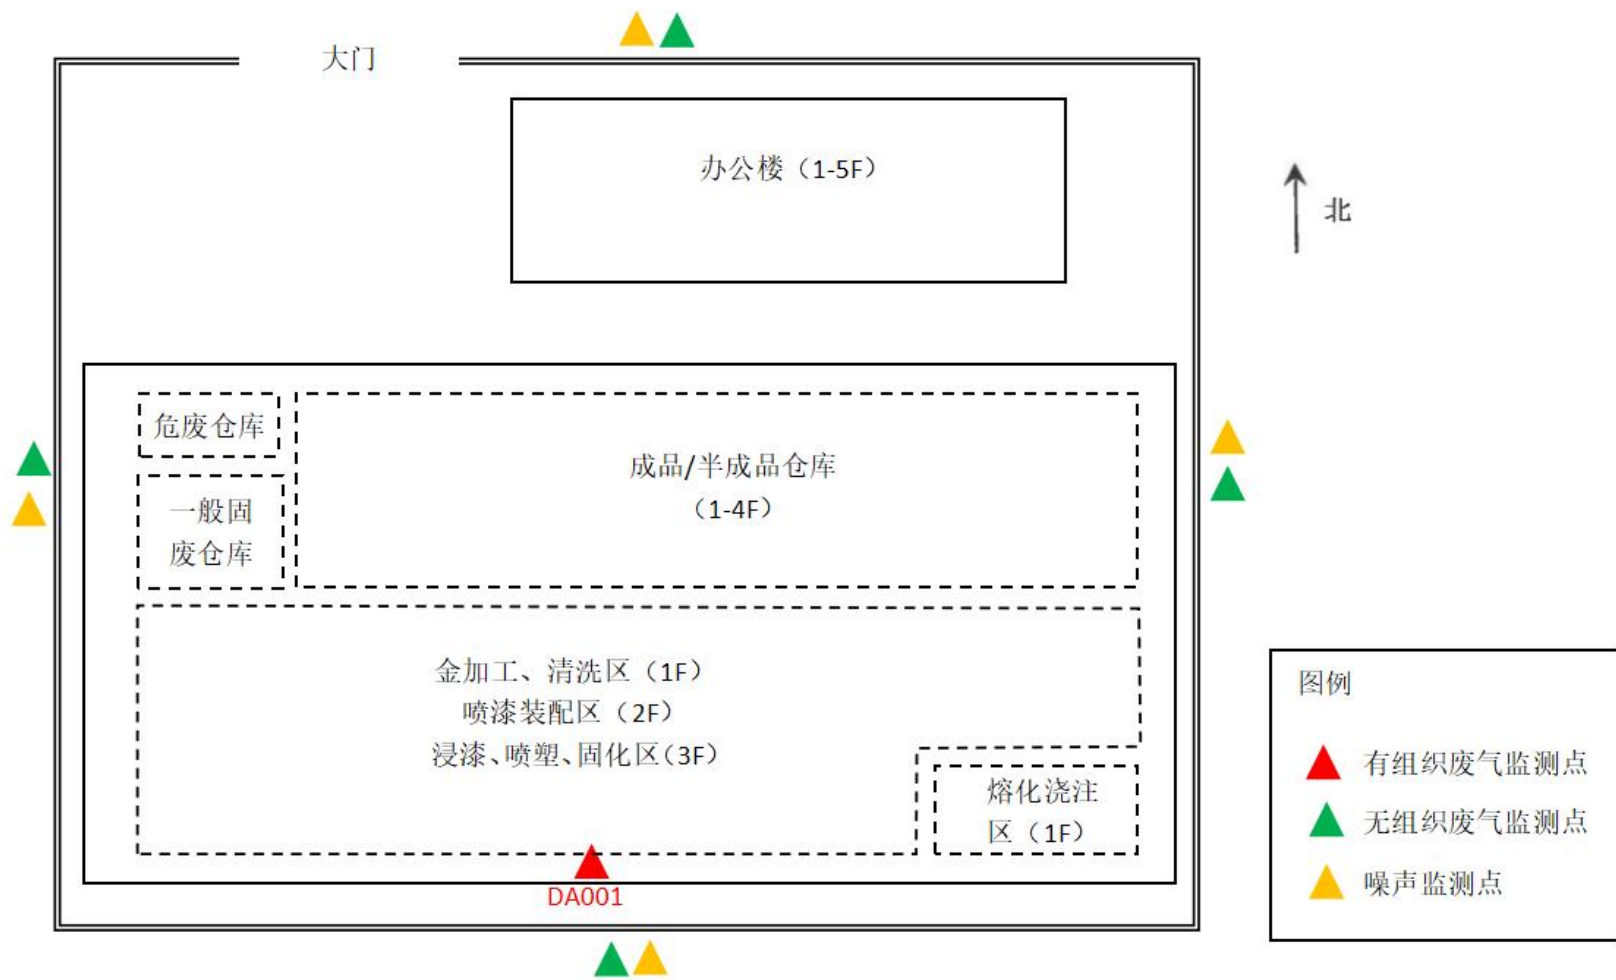 大门
办公楼（1-5F）
北
危废仓库
成品/半成品仓库
（1-4F）
一般固
废仓库
金加工、清洗区（1F）
喷漆装配区（2F）
浸漆、喷塑、固化区（3F）
熔化浇注
区（1F）
DA001
图例
有组织废气监测点
无组织废气监测点
噪声监测点